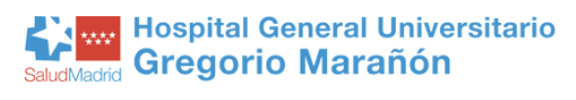 Hospital General Universitario
Gregorio Marañón
SaludMadrid